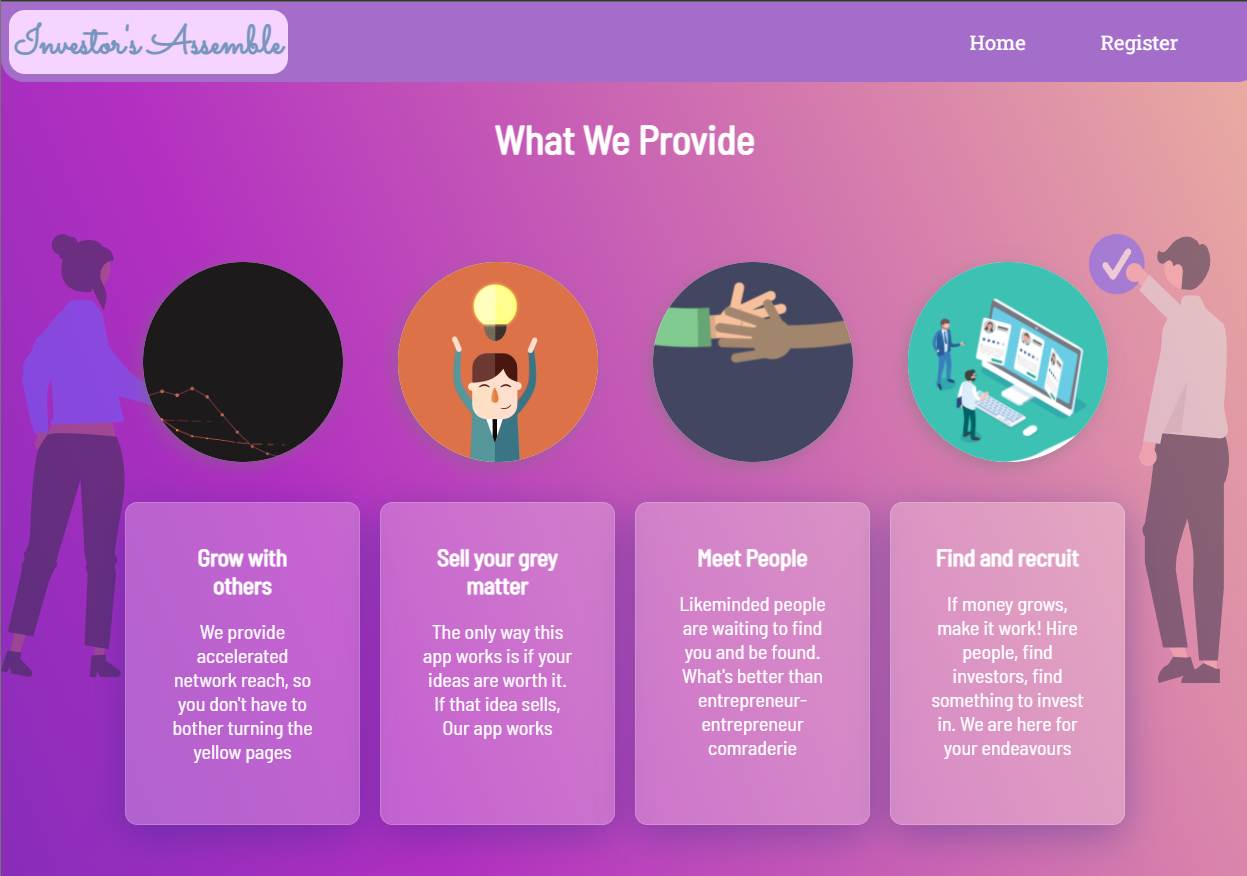 Investor's Assemble
Home
Register
What We Provide
Grow with
others
We provide
accelerated
network reach, so
you don't have to
bother turning the
yellow pages
Sell your grey
matter
The only way this
app works is if your
ideas are worth it.
If that idea sells,
Our app works
Meet People
Likeminded people
are waiting to find
you and be found.
What's better than
entrepreneur-
entrepreneur
comraderie
Find and recruit
If money grows,
make it work! Hire
people, find
investors, find
something to invest
in. We are here for
your endeavours